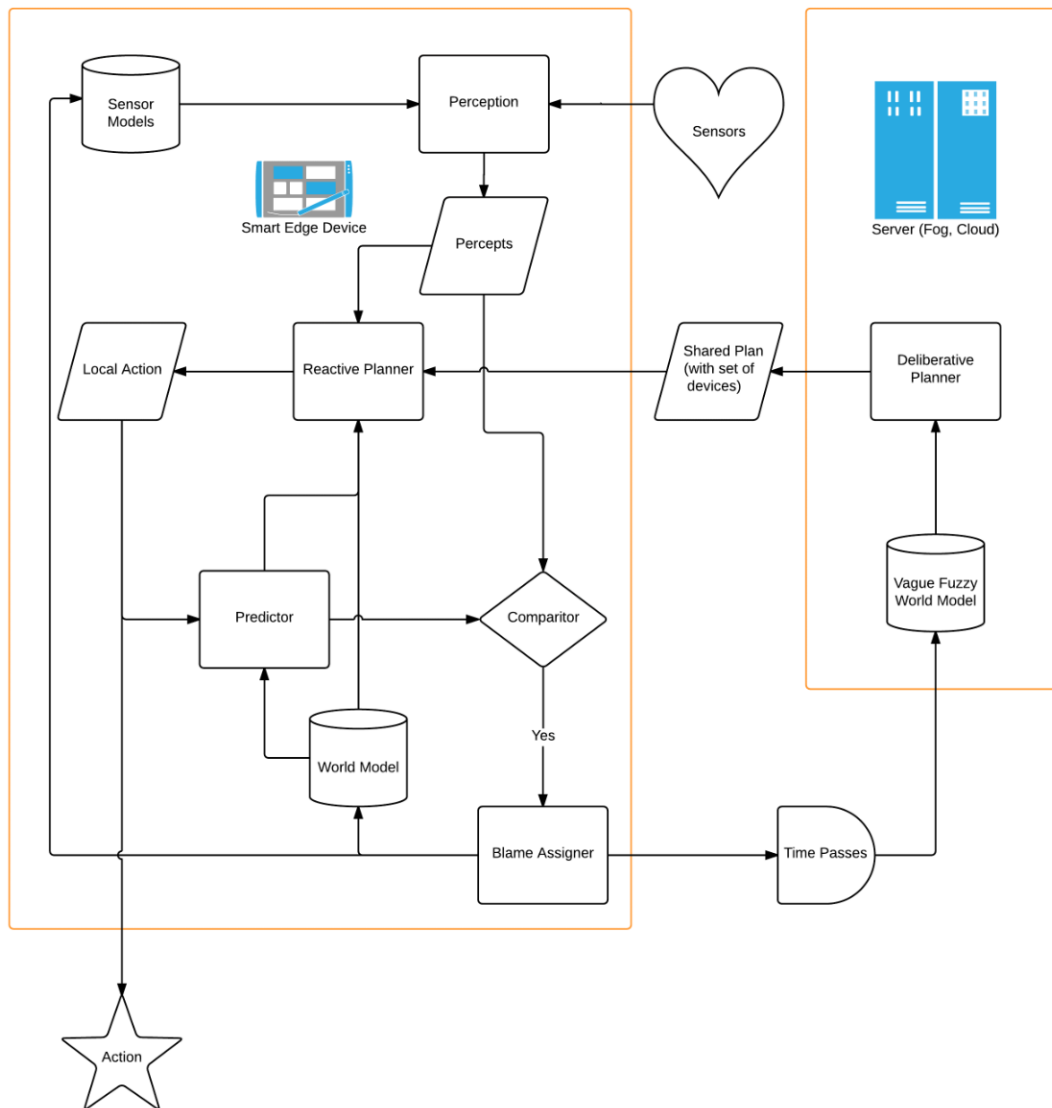 Sensor
Models
Perception
Sensors
Smart Edge Device
Percepts
Server (Fog, Cloud)
Local Action
Reactive Planner
Shared Plan
(with set of
devices)
Deliberative
Planner
Predictor
Comparitor
Vague Fuzzy
World Model
Yes
World Model
Blame Assigner
Time Passes
Action